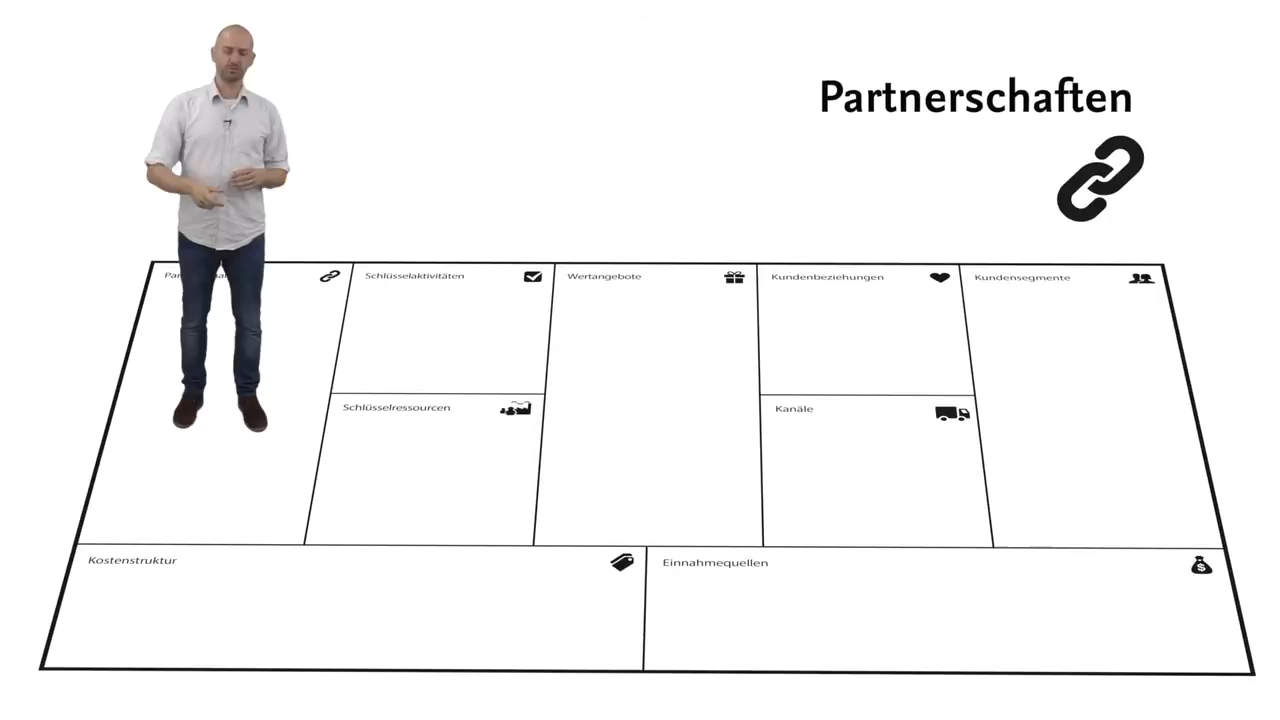 Partnerschaften
Schlüsselaktivitäten
Wertangebote
Kundenbeziehungen
Kundensegmente
Schlüsselressourcen
Kanäle
Kostenstruktur
Einnahmequellen
$